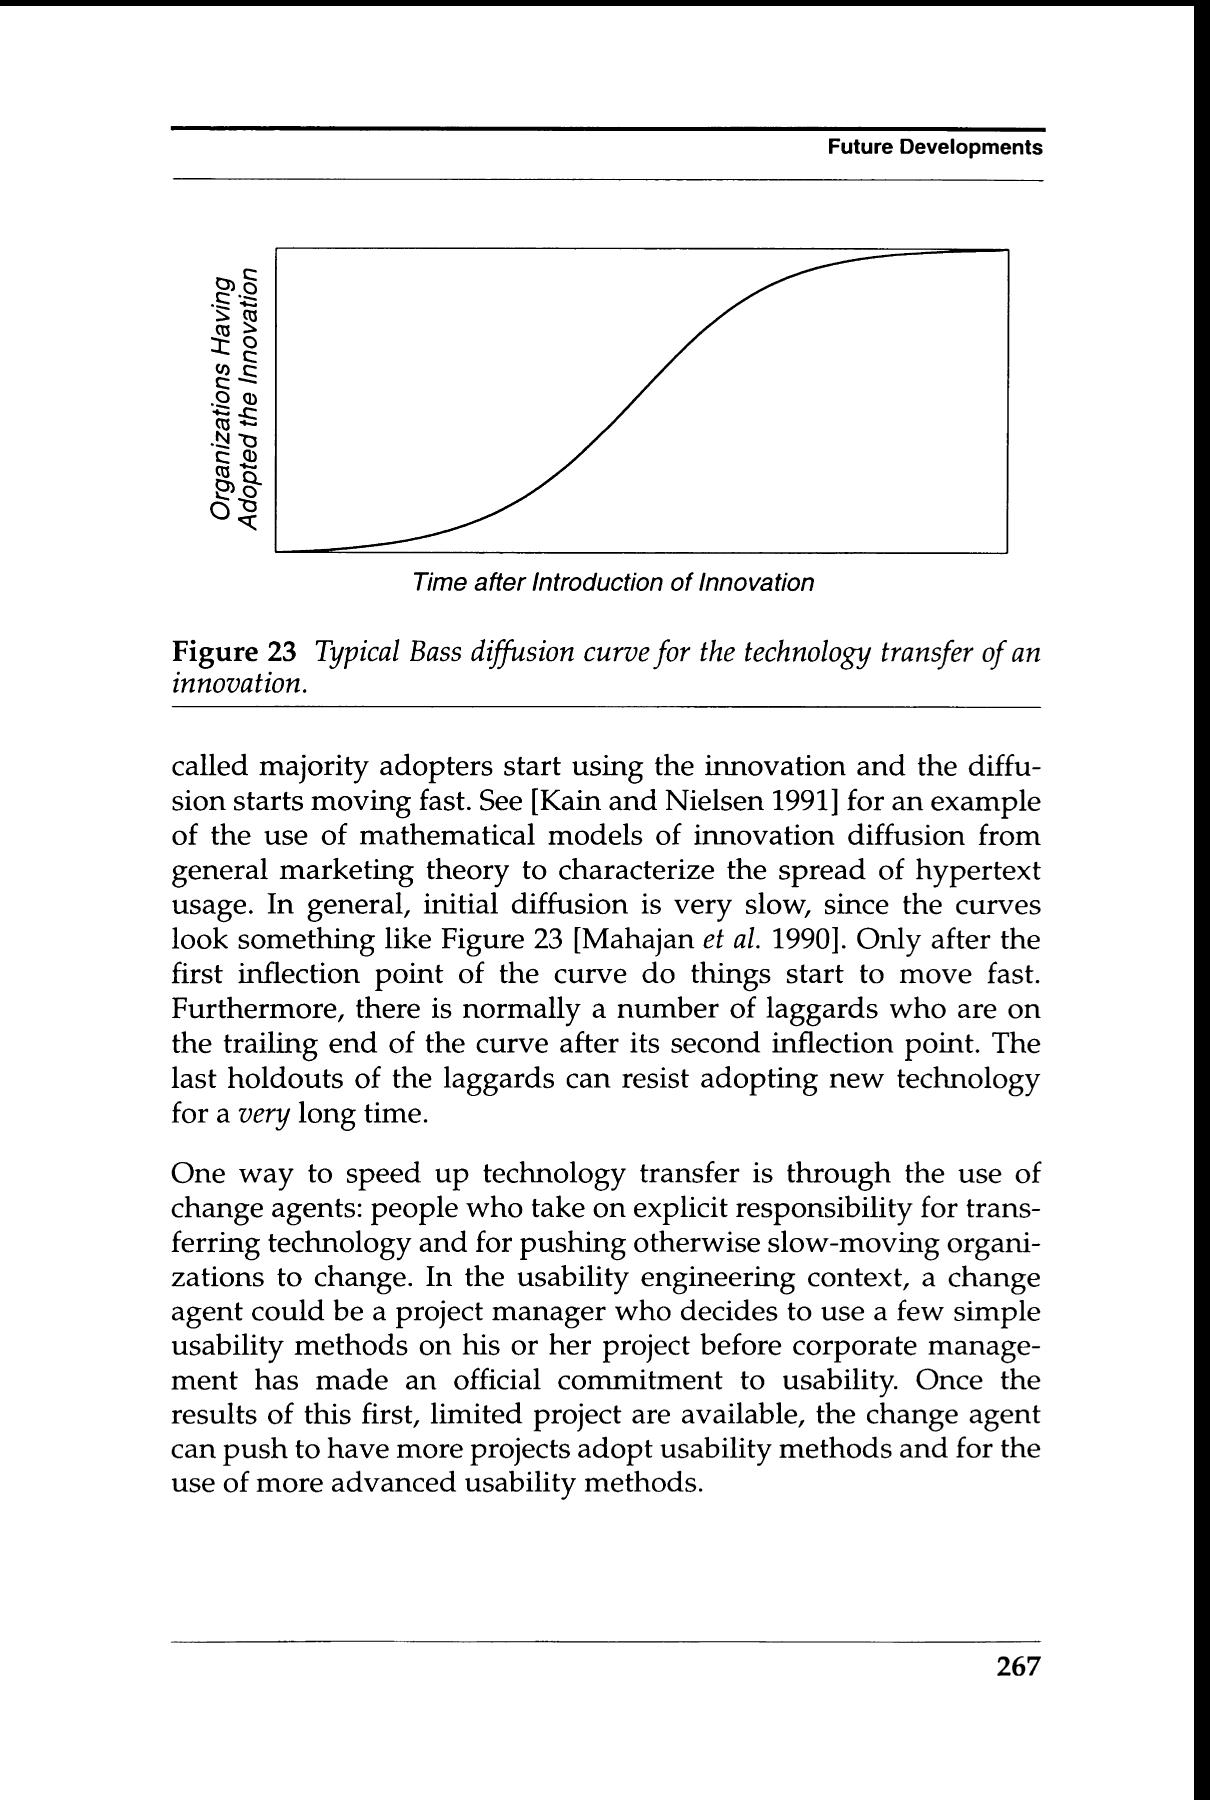 Future Developments
Organizations Having
Adopted the Innovation
Time after Introduction of Innovation
Figure 23 Typical Bass diffusion curve for the technology transfer of an
innovation.
called majority adopters start using the innovation and the diffu-
sion starts moving fast. See [Kain and Nielsen 1991] for an example
of the use of mathematical models of innovation diffusion from
general marketing theory to characterize the spread of hypertext
usage. In general, initial diffusion is very slow, since the curves
look something like Figure 23 [Mahajan et al. 1990]. Only after the
first inflection point of the curve do things start to move fast.
Furthermore, there is normally a number of laggards who are on
the trailing end of the curve after its second inflection point. The
last holdouts of the laggards can resist adopting new technology
for a very long time.
One way to speed up technology transfer is through the use of
change agents: people who take on explicit responsibility for trans-
ferring technology and for pushing otherwise slow-moving organi-
zations to change. In the usability engineering context, a change
agent could be a project manager who decides to use a few simple
usability methods on his or her project before corporate manage-
ment has made an official commitment to usability. Once the
results of this first, limited project are available, the change agent
can push to have more projects adopt usability methods and for the
use of more advanced usability methods.
267